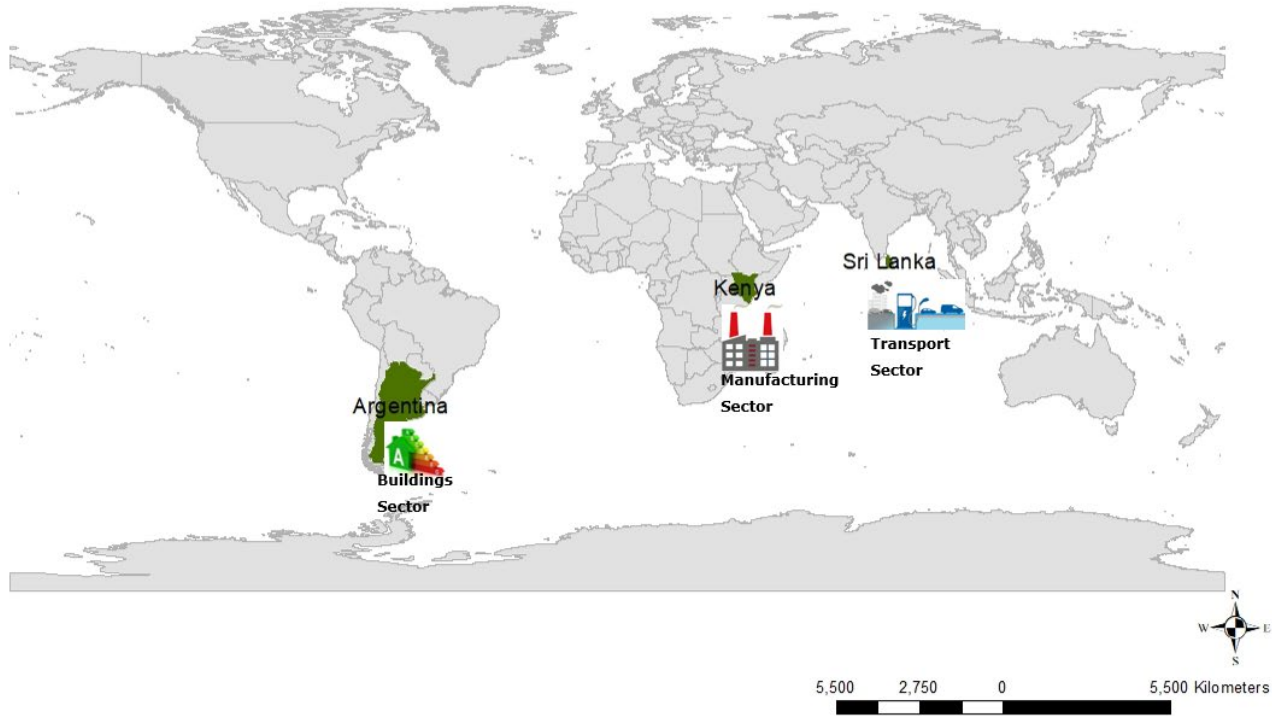 Sri Lanka
Kenya
Transport
Sector
Manufacturing
Sector
Argentina
A
Buildings
Sector
N
W E
S
5,500 2,750 0 5,500 Kilometers